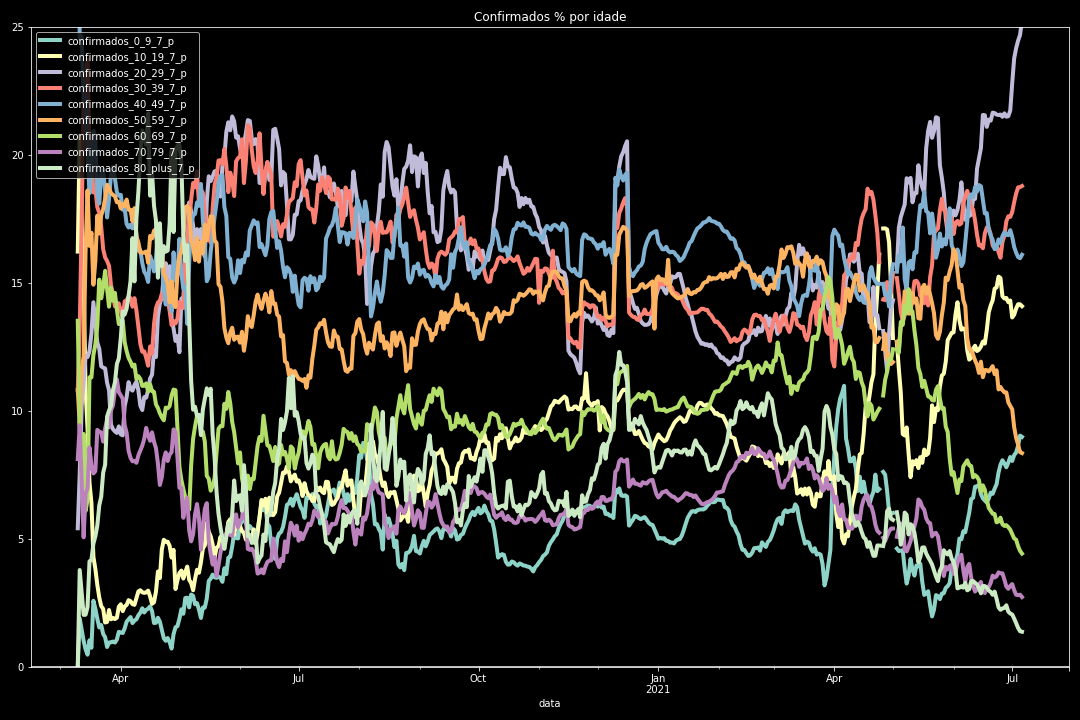 Confirmados % por idade
25
20
15
10
5
0
confirmados_0_9_7_p
confirmados_10_19_7_p
confirmados_20_29_7_p
confirmados_30_39_7_p
confirmados_40_49_7_p
confirmados_50_59_7_p
confirmados_60_69_7_p
confirmados_70_79_7_p
confirmados_80_plus_7_p
Apr
Jul
Oct
Jan
2021
Apr
Jul
data